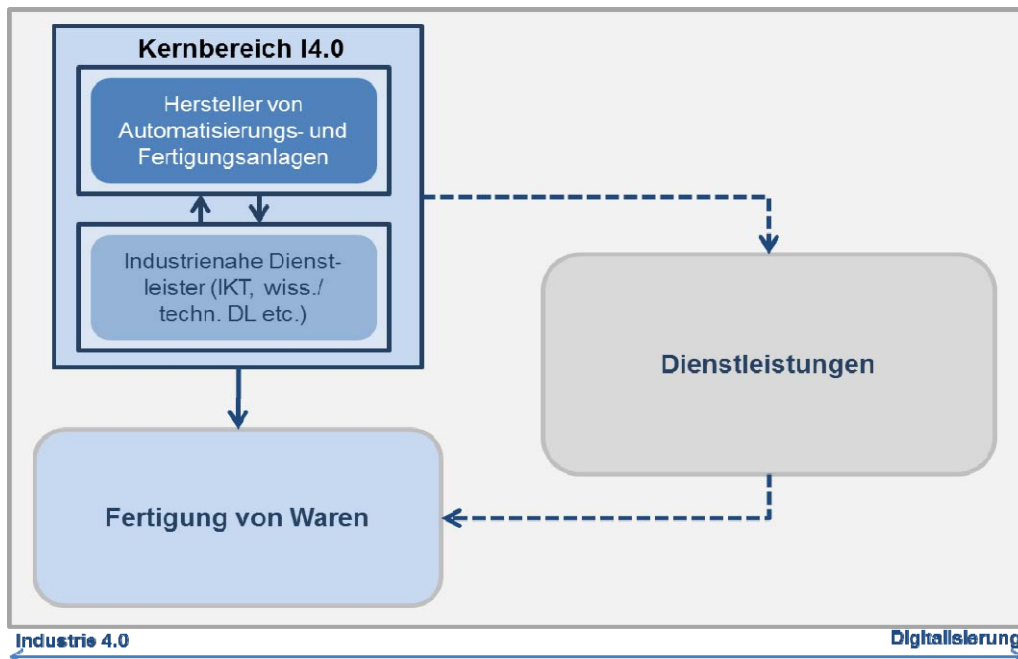 Kernbereich I4.0
Hersteller von
Automatisierungs- und
Fertigungsanlagen
Industrienahe Dienst-
leister (IKT, wiss./
techn. DL etc.)
Dienstleistungen
Fertigung von Waren
Industrie 4.0
Digitalisierung